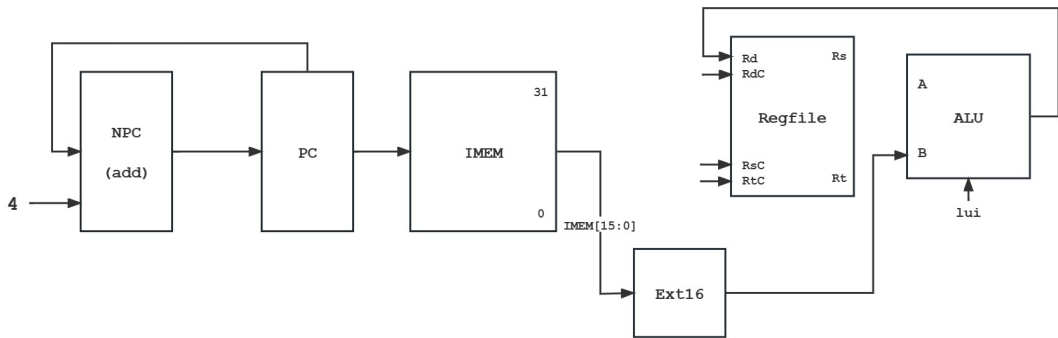 NPC
(add)
4
PC
31
IMEM
0
IMEM[15:0]
Ext16
Rd
Rs
RdC
Regfile
RsC
RtC
Rt
A
ALU
B
lui